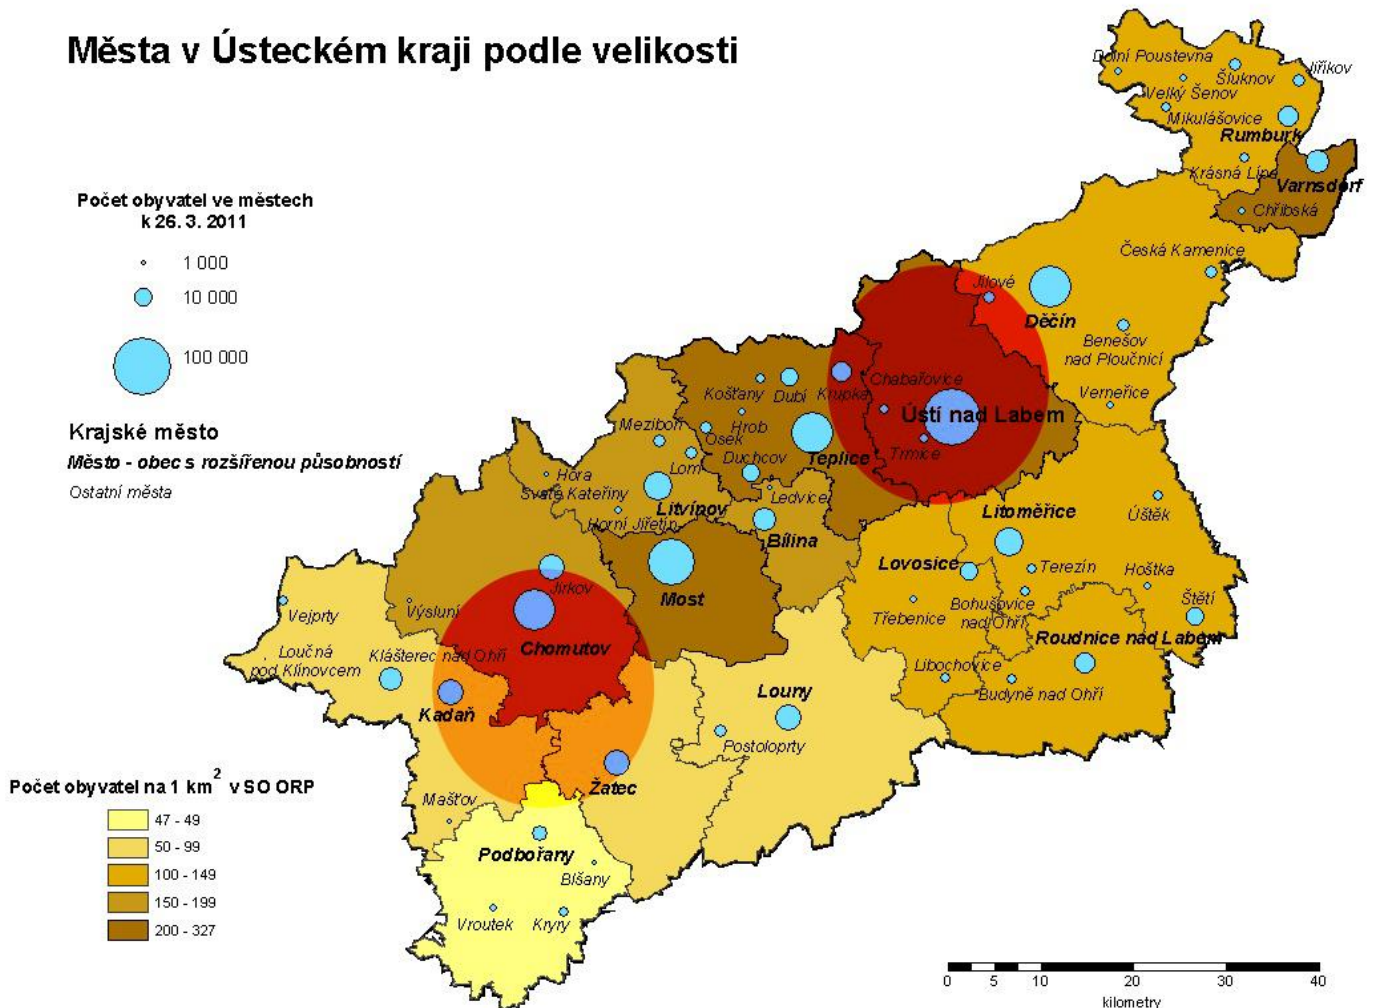 Města v Ústeckém kraji podle velikosti
Počet obyvatel ve městech
k 26. 3. 2011
1 000
10 000
100 000
Krajské město
Město - obec s rozšířenou působností
Ostatní města
Dolní Poustevna
Šluknov
Jiříkov
Velký Šenov
Mikulášovice
Rumburk
Krásná Lípa
Varnsdorf
Chřibská
Česká Kamenice
Jílové
Děčín
Benešov
nad Ploučnicí
Verneřice
Košťany
Dubí
Krupka
Chabařovice
Ústí nad Labem
Hrob
Meziboří
Osek
Teplice
Trmice
Duchcov
Lom
Hora
Svaté Kateřiny
Ledvice
Litvínov
Horní Jiřetín
Bílina
Litoměřice
Úštěk
Lovosice
Terezín
Hoštka
Jirkov
Most
Výsluní
Vejprty
Třebenice
Bohušovice
nad Ohří
Štětí
Roudnice nad Labem
Loučná
pod Klínovcem
Klášterec nad Ohří
Chomutov
Libochovice
Budyně nad Ohří
Louny
Kadaň
Postoloprty
Žatec
Mašťov
Podbořany
Blšany
Vroutek
Kryry
Počet obyvatel na 1 km2 v SO ORP
47 - 49
50 - 99
100 - 149
150 - 199
200 - 327
0 5 10 20 30 40
kilometry